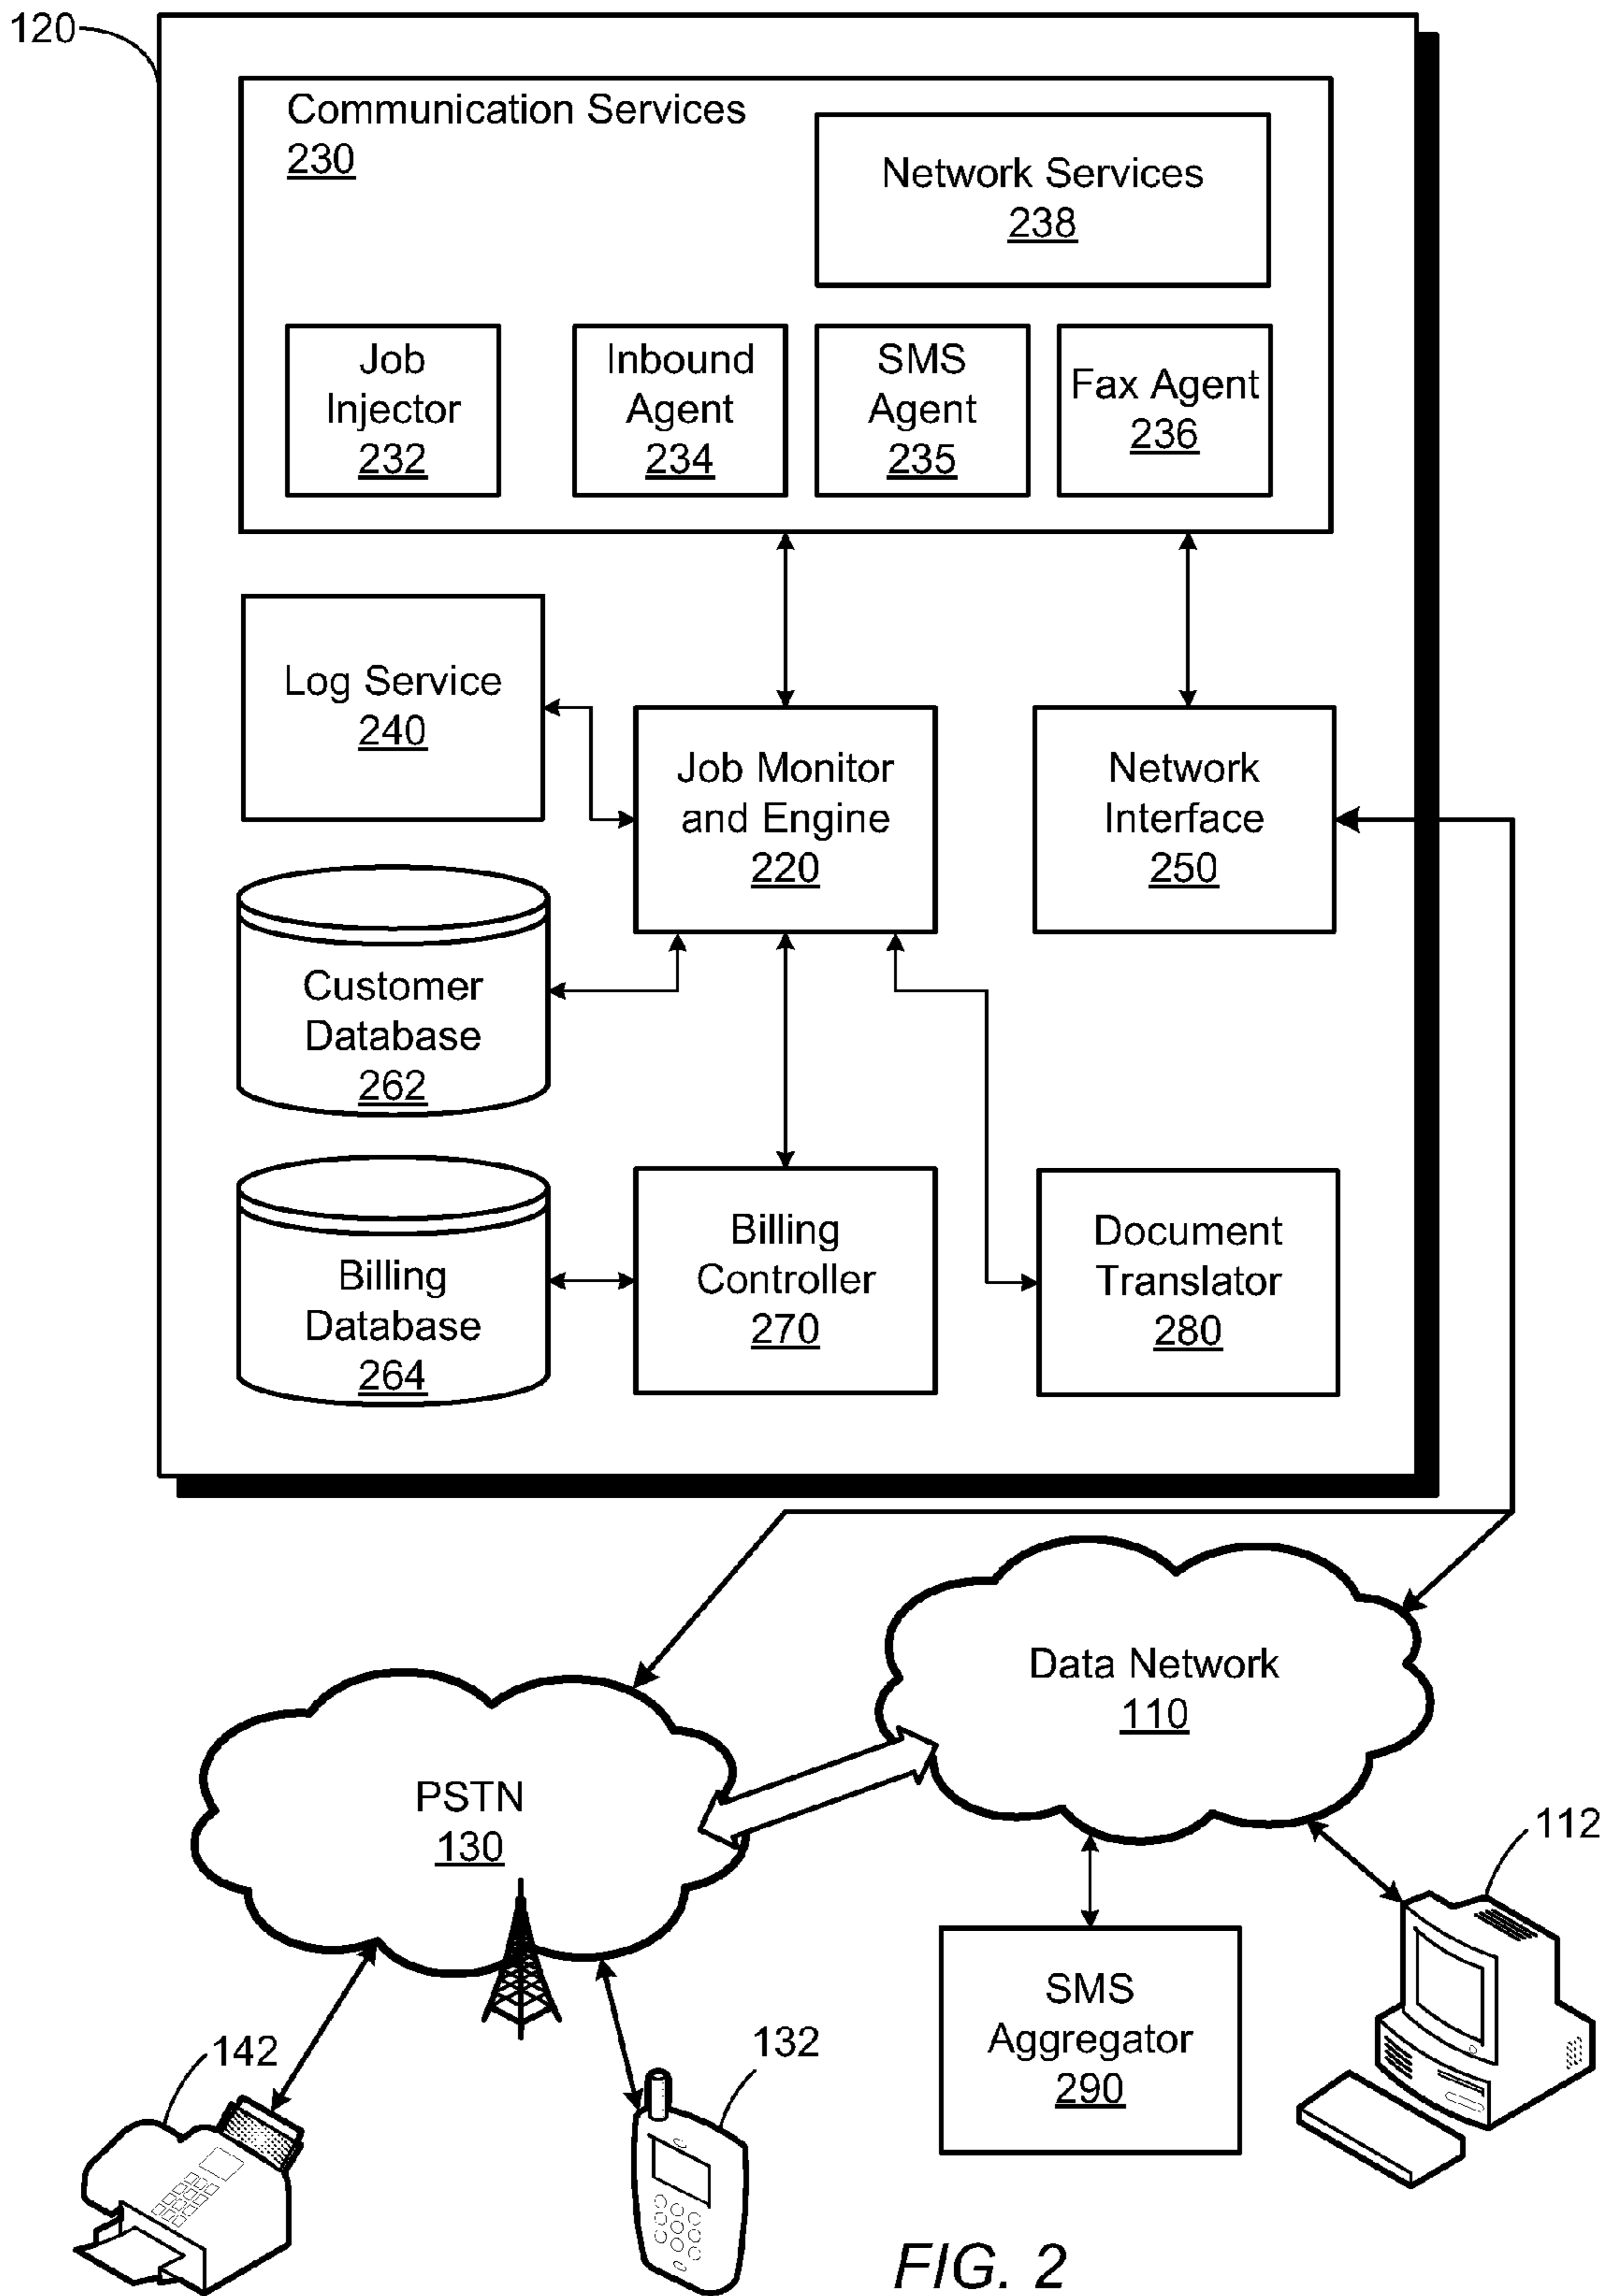 120
Communication Services
230
Network Services
238
Job
Injector
232
Inbound
Agent
234
SMS
Agent
235
Fax Agent
236
Log Service
240
Job Monitor
and Engine
220
Network
Interface
250
Customer
Database
262
Billing
Database
264
Billing
Controller
270
Document
Translator
280
Data Network
110
PSTN
130
112
SMS
Aggregator
290
142
132
FIG. 2